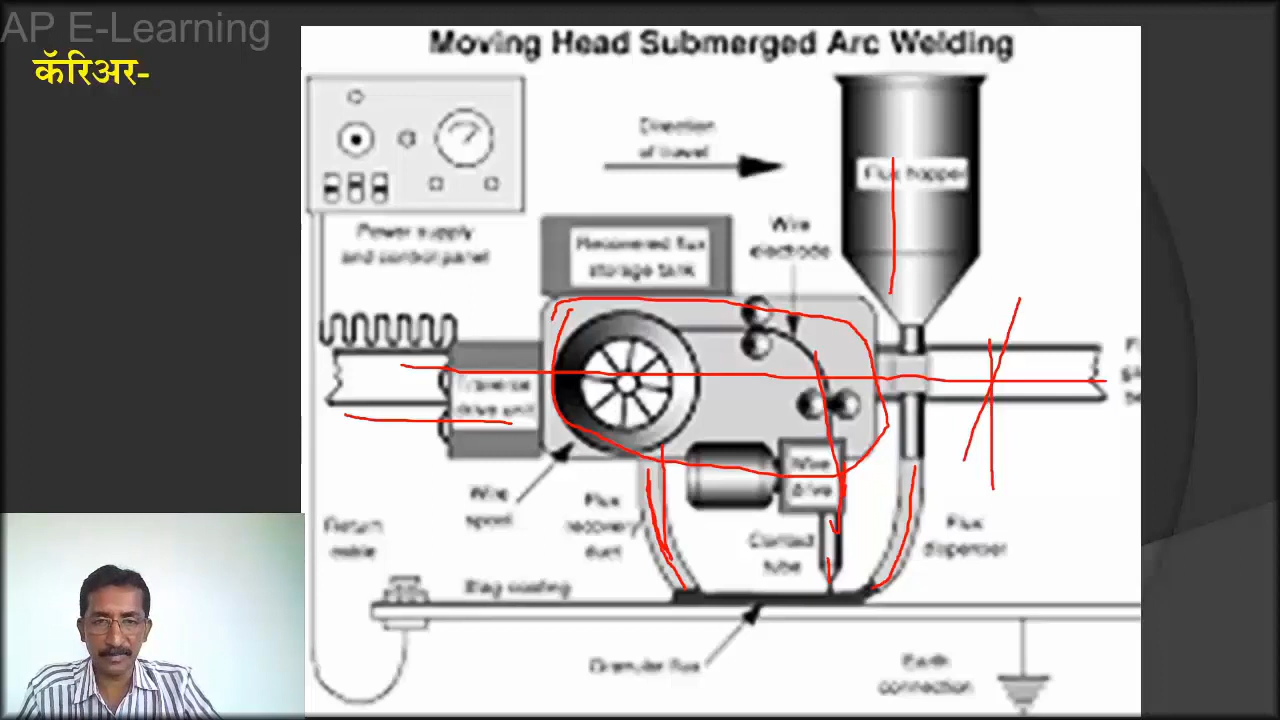 AP E-Learning
कॅरिअर-
Moving Head Submerged Arc Welding
Direction
of travel
Flux hopper
Power supply
and control panel
Recovered flux
storage tank
Wire
electrode
Traverse
drive unit
Wire
spool
Flux
recovery
duct
Wire
drive
Contact
tube
Flux
dispenser
Return
cable
Slag coating
Granular flux
Earth
connection